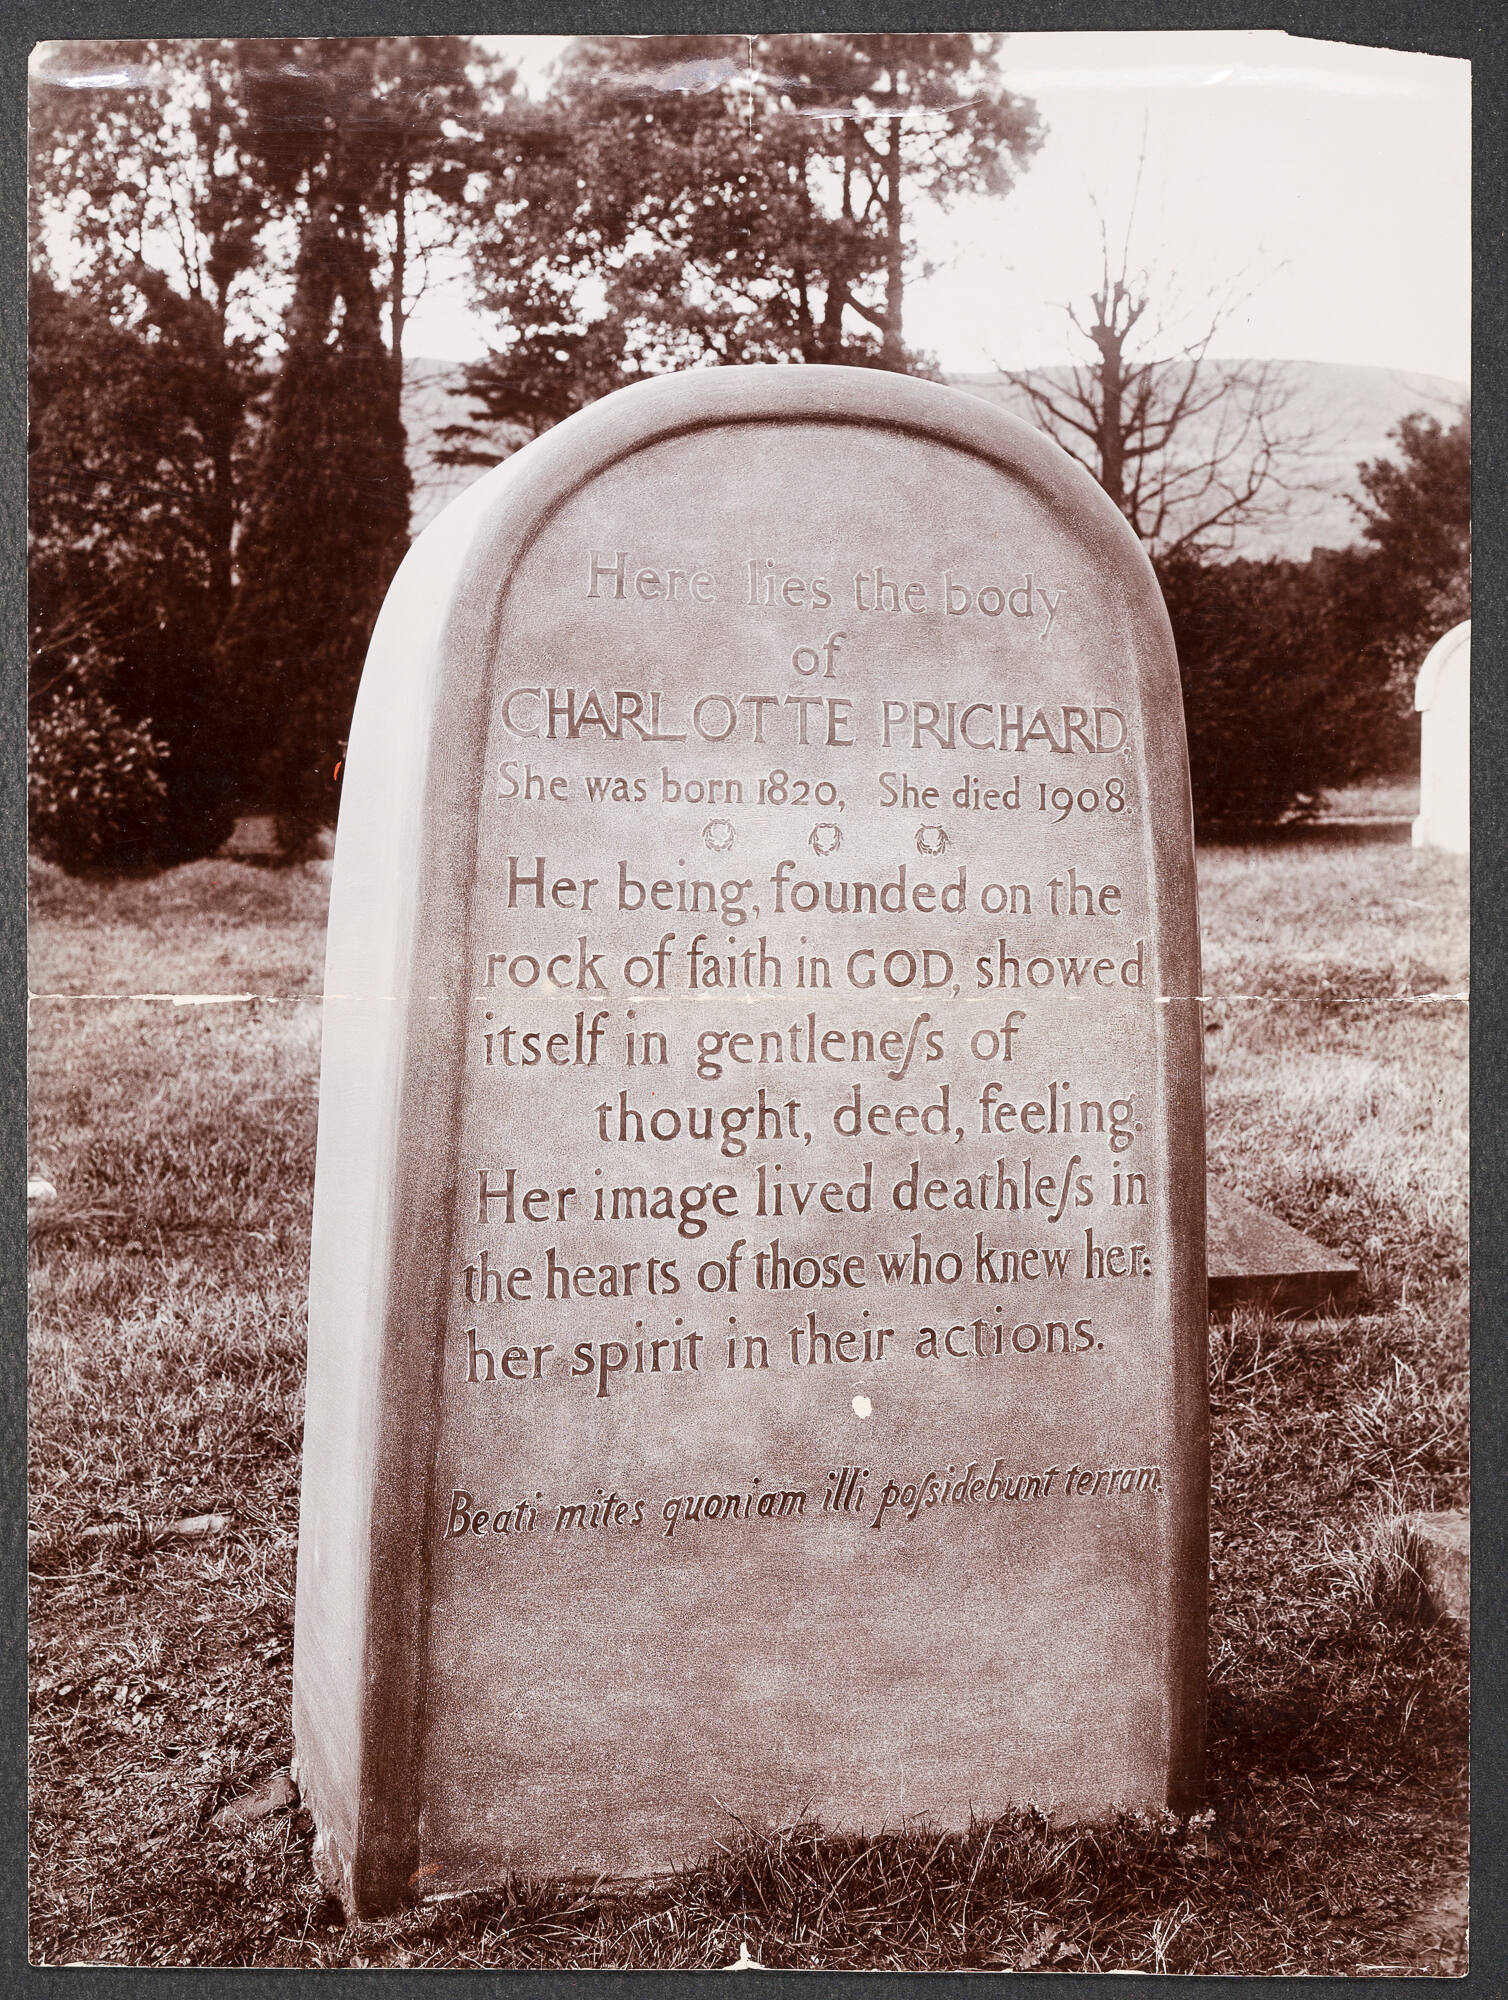 Here lies the body
of
CHARLOTTE PRICHARD,
She was born 1820, She died 1908.
Her being, founded on the
rock of faith in GOD, showed
itself in gentleneſs of
thought, deed, feeling.
Her image lived deathleſs in
the hearts of those who knew her:
her spirit in their actions.
Beati mites quoniam illi poſsidebunt terram.